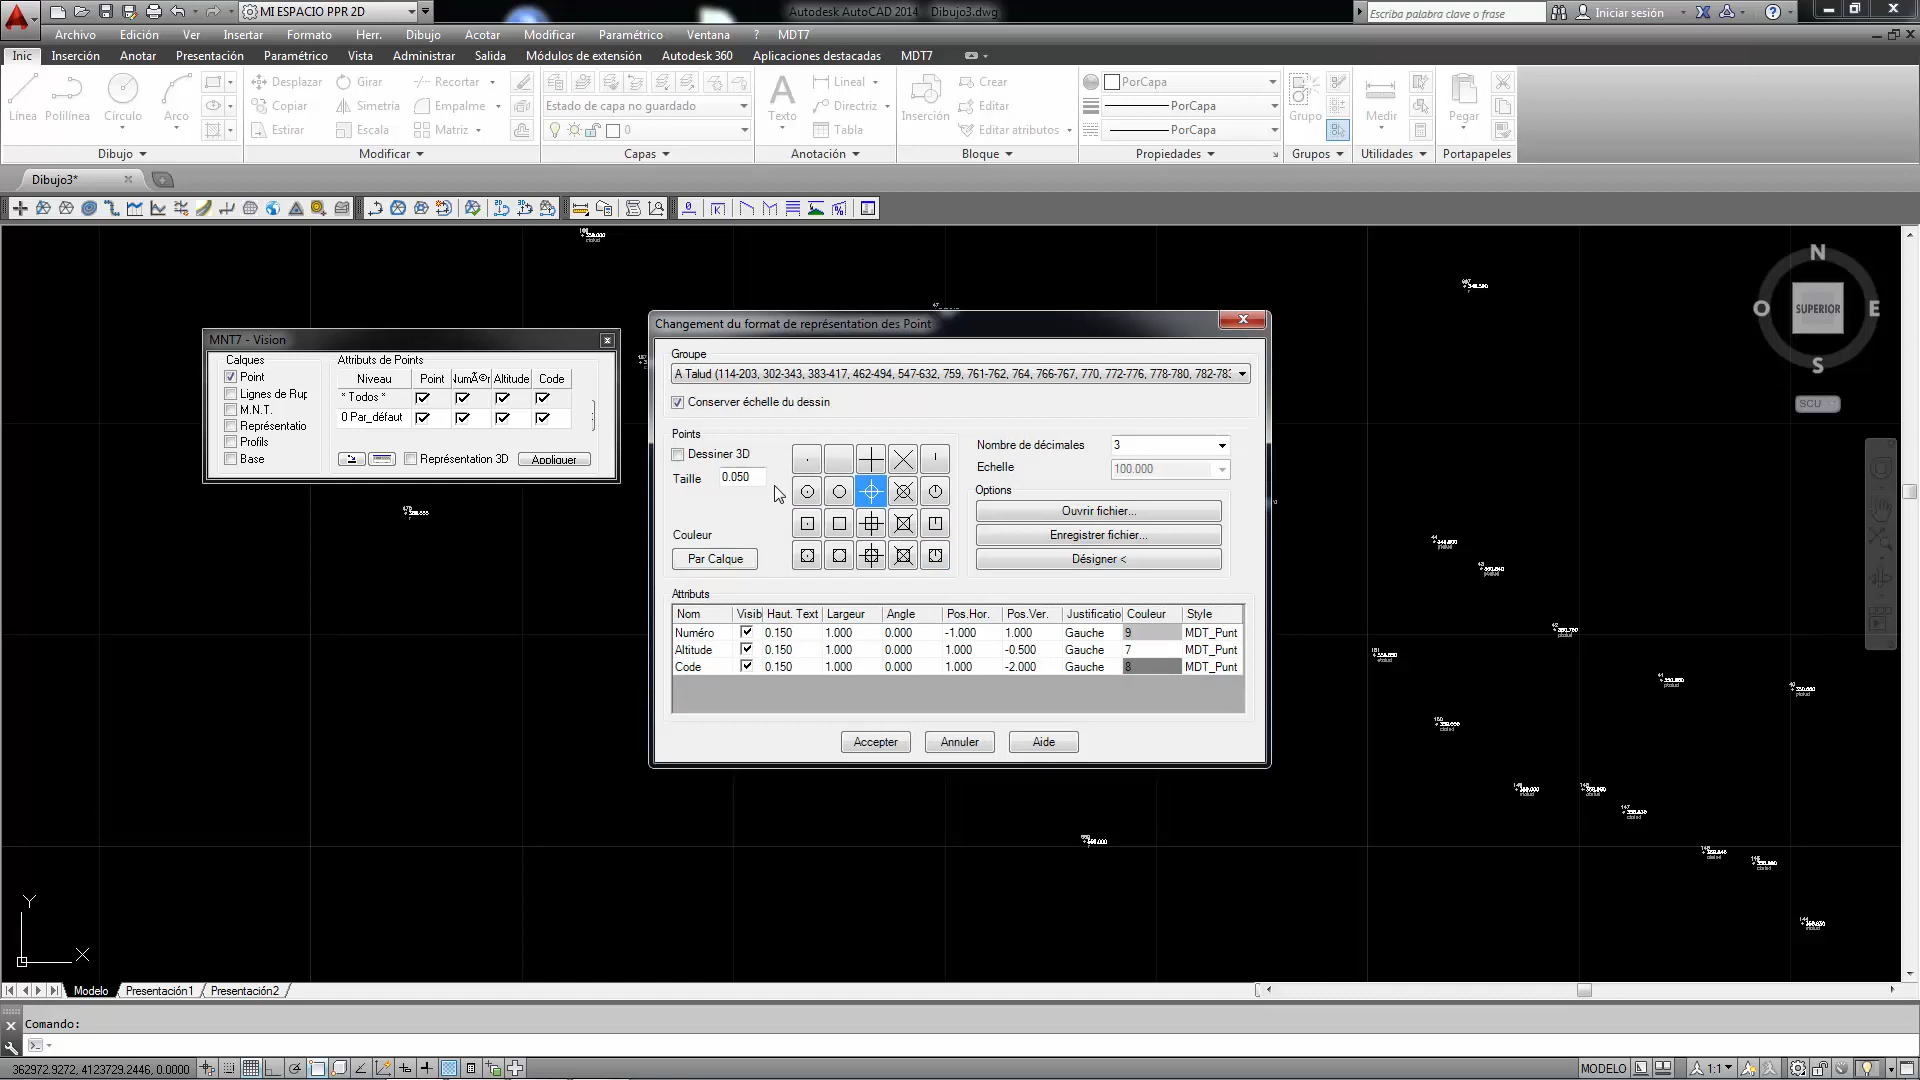 MI ESPACIO PPR 2D
Autodesk AutoCAD 2014 Dibujo3.dwg
Escriba palabra clave o frase
Iniciar sesión
Archivo Edición Ver Insertar Formato Herr. Dibujo Acotar Modificar Paramétrico Ventana ? MDT7
Inic Inserción Anotar Presentación Paramétrico Vista Administrar Salida Módulos de extensión Autodesk 360 Aplicaciones destacadas MDT7
Desplazar Girar Recortar
Lineal Crear
PorCapa
Línea Polilínea Círculo Arco
Copiar Simetría Empalme
Estado de capa no guardado
Texto Directriz
Inserción Editar
PorCapa
Grupo Medir Pegar
Estirar Escala Matriz
0
Tabla Editar atributos
PorCapa
Dibujo Modificar Capas Anotación Bloque Propiedades Grupos Utilidades Portapapeles
Dibujo3*
N
O SUPERIOR E
S
SCU
MNT7 - Vision
Calques
Point
Lignes de Rup
M.N.T.
Représentatio
Profils
Base
Attributs de Points
Niveau Point Altitude Code
* Todos *
0 Par_défaut
Représentation 3D
Appliquer
Changement du format de représentation des Point
Groupe
A Talud (114-203, 302-343, 383-417, 462-494, 547-632, 759, 761-762, 764, 766-767, 770, 772-776, 778-780, 782-783
Conserver échelle du dessin
Points
Dessiner 3D
Taille 0.050
Couleur
Par Calque
Nombre de décimales 3
Echelle 100.000
Options
Ouvrir fichier...
Enregistrer fichier...
Désigner <
Attributs
Nom Visib Haut. Text Largeur Angle Pos.Hor. Pos.Ver. Justificatio Couleur Style
Numéro 0.150 1.000 0.000 -1.000 1.000 Gauche 9 MDT_Punt
Altitude 0.150 1.000 0.000 1.000 -0.500 Gauche 7 MDT_Punt
Code 0.150 1.000 0.000 1.000 -2.000 Gauche 8 MDT_Punt
Accepter Annuler Aide
Y
X
Modelo Presentación1 Presentación2
Comando:
362972.9272, 4123729.2446, 0.0000
MODELO
1:1